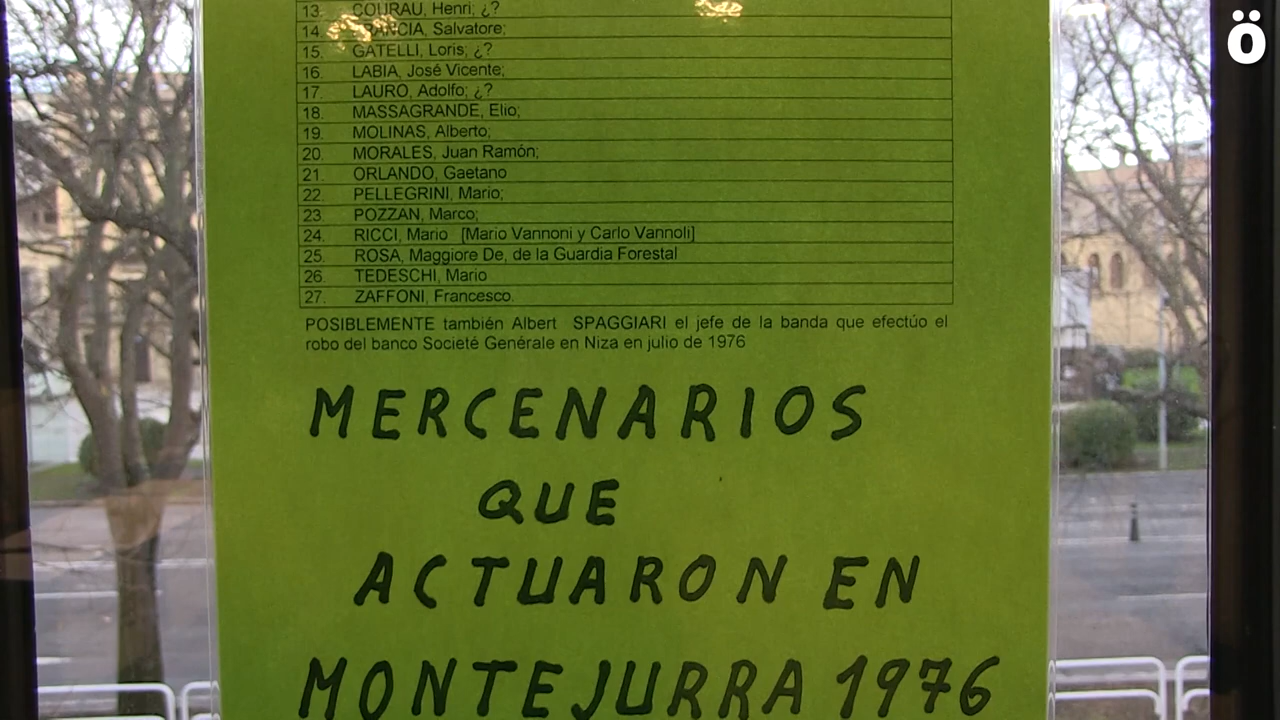 ö
13. COURAU, Henri; ¿?
14. FRANCIA, Salvatore;
15. GATELLI, Loris; ¿?
16. LABIA, José Vicente;
17. LAURO, Adolfo; ¿?
18. MASSAGRANDE, Elio;
19. MOLINAS, Alberto;
20. MORALES, Juan Ramón;
21. ORLANDO, Gaetano
22. PELLEGRINI, Mario;
23. POZZAN, Marco;
24. RICCI, Mario [Mario Vannoni y Carlo Vannoli]
25. ROSA, Maggiore De, de la Guardia Forestal
26. TEDESCHI, Mario
27. ZAFFONI, Francesco.
POSIBLEMENTE también Albert SPAGGIARI el jefe de la banda que efectúo el
robo del banco Societé Genérale en Niza en julio de 1976
MERCENARIOS
QUE
ACTUARON EN
MONTEJURRA 1976